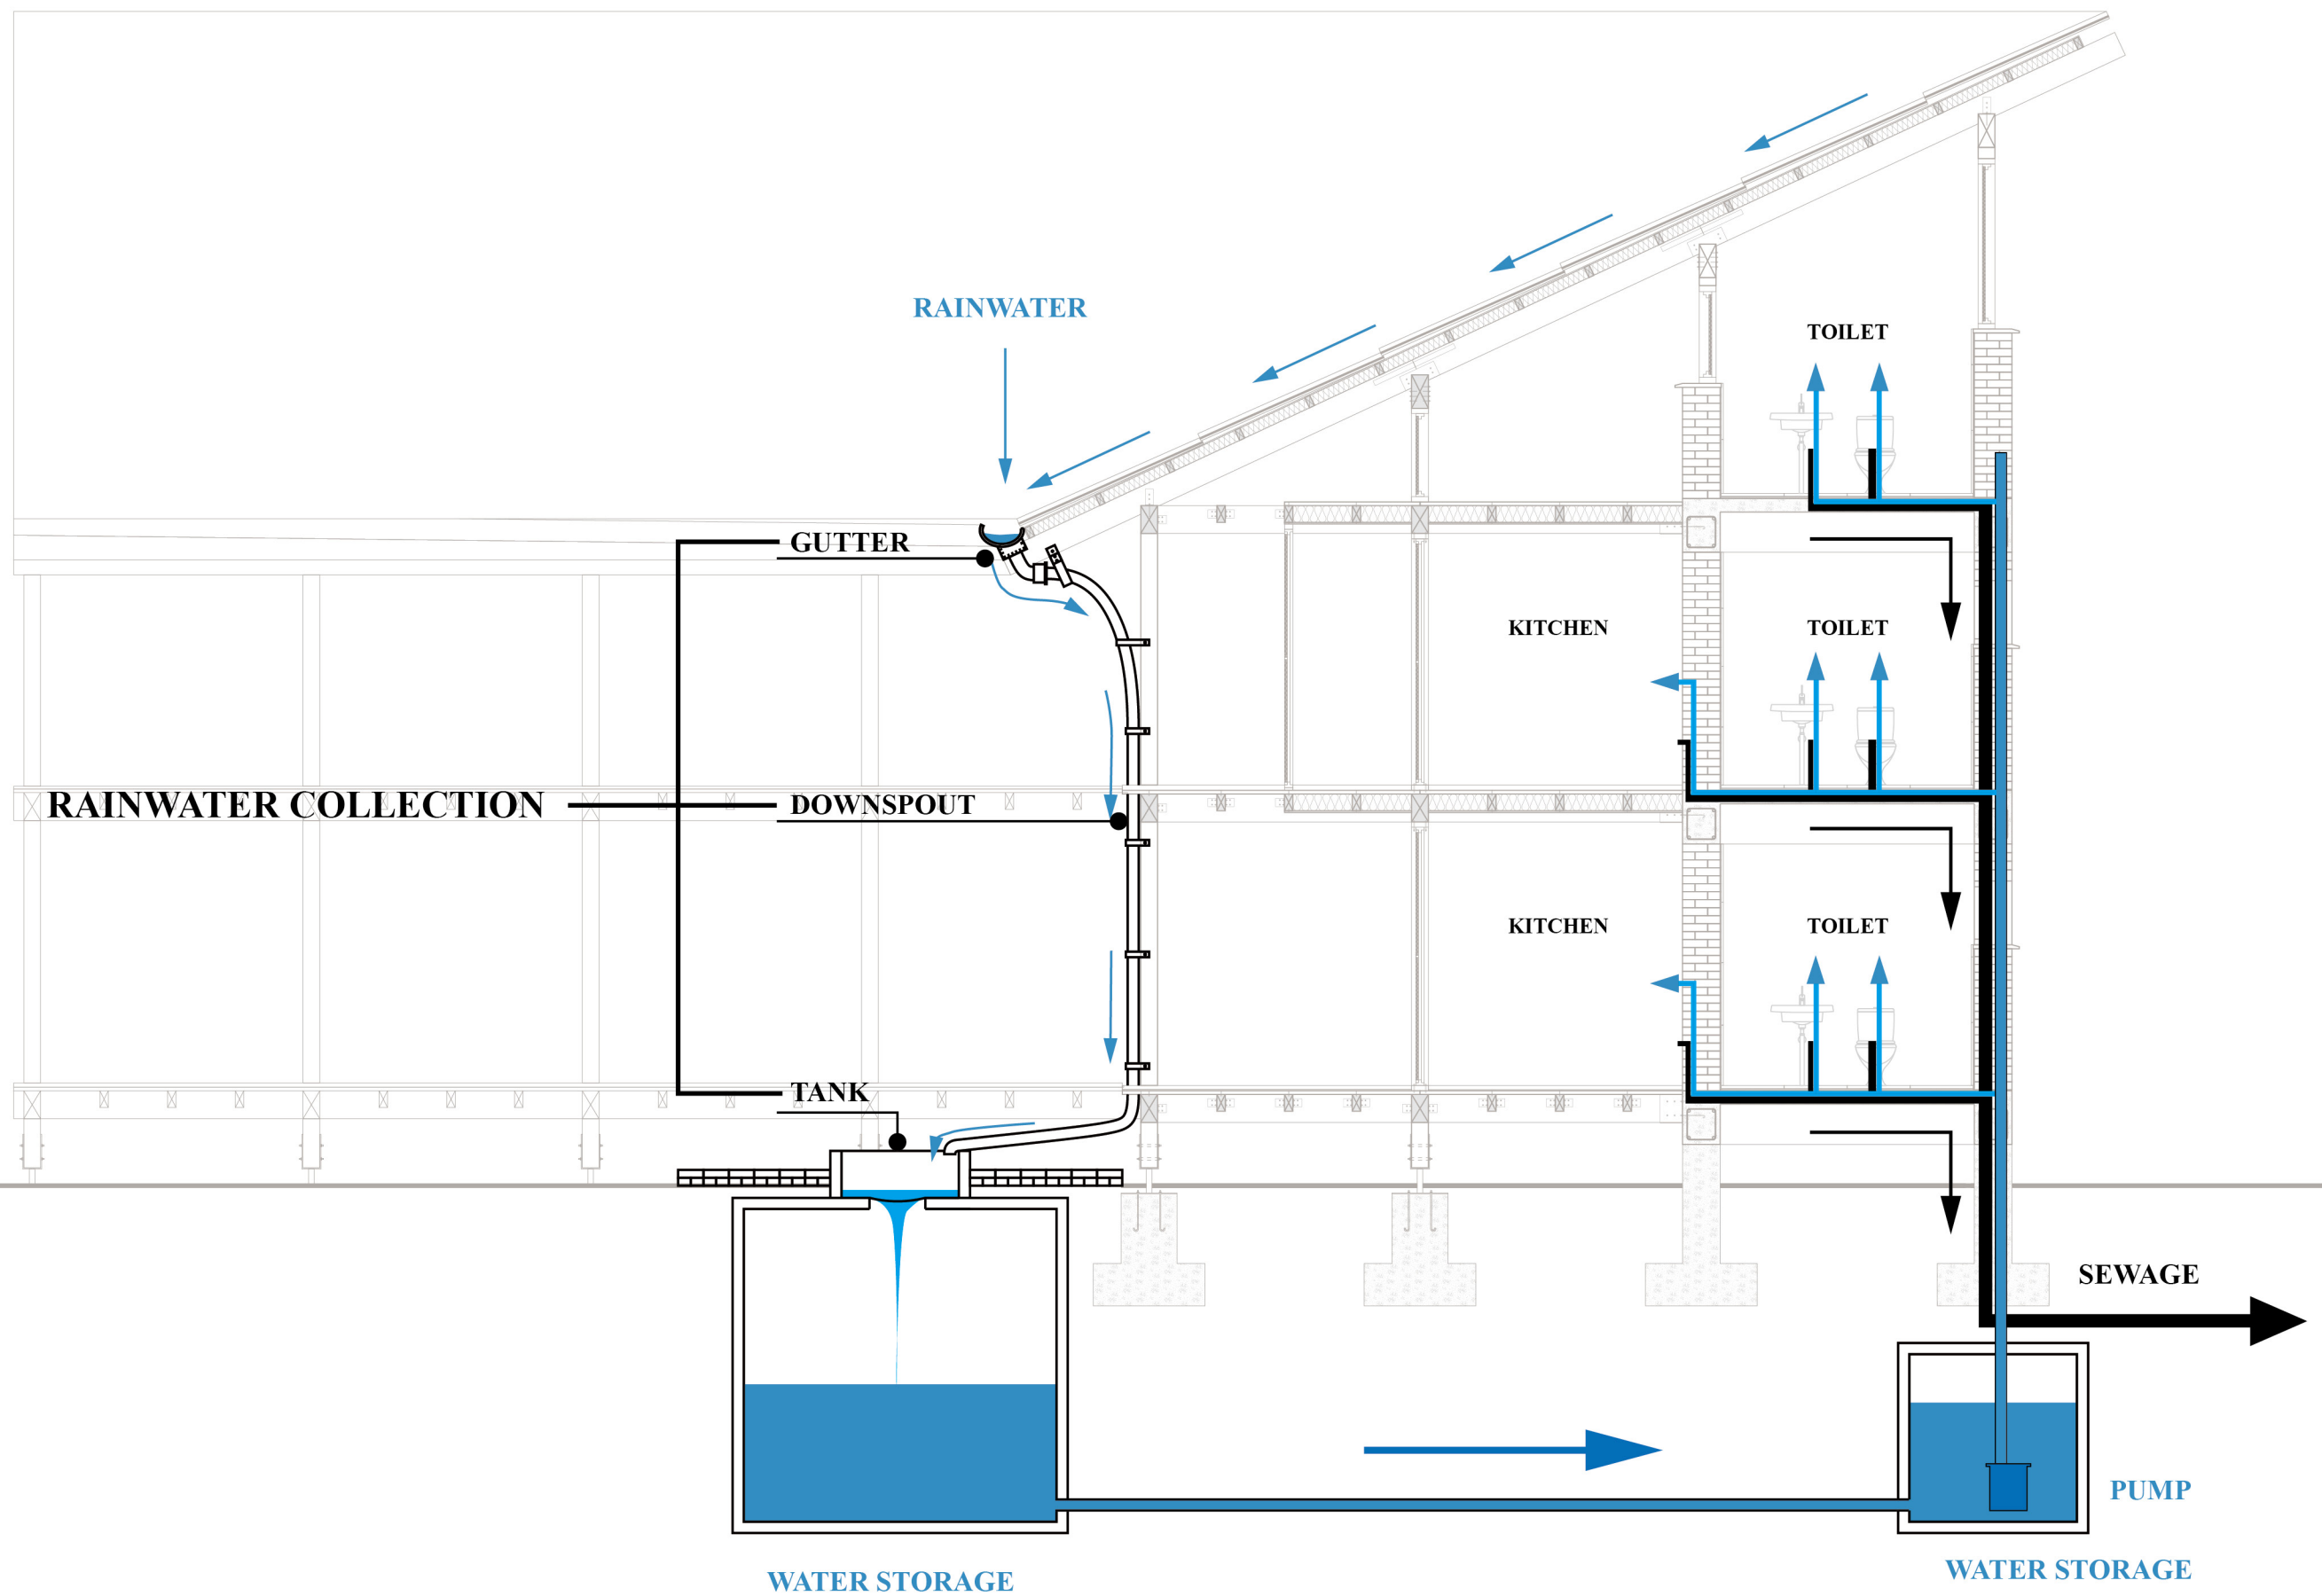 RAINWATER
TOILET
GUTTER
KITCHEN
TOILET
RAINWATER COLLECTION
DOWNSPOUT
KITCHEN
TOILET
TANK
SEWAGE
PUMP
WATER STORAGE
WATER STORAGE